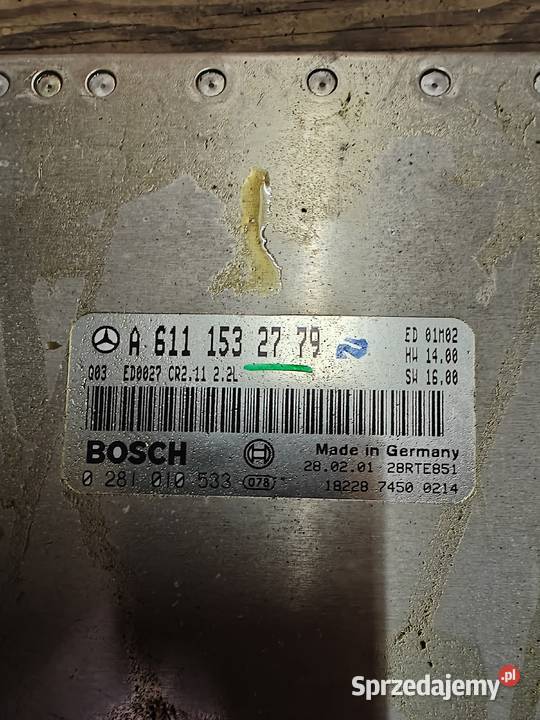 A 611 153 27 79
ED 01M02
HW 14.00
Q03 ED0027 CR2.11 2.2L
SW 16.00
BOSCH
Made in Germany
28.02.01 28RTE851
0 281 010 533 078
18228 7450 0214
Sprzedajemy.pl